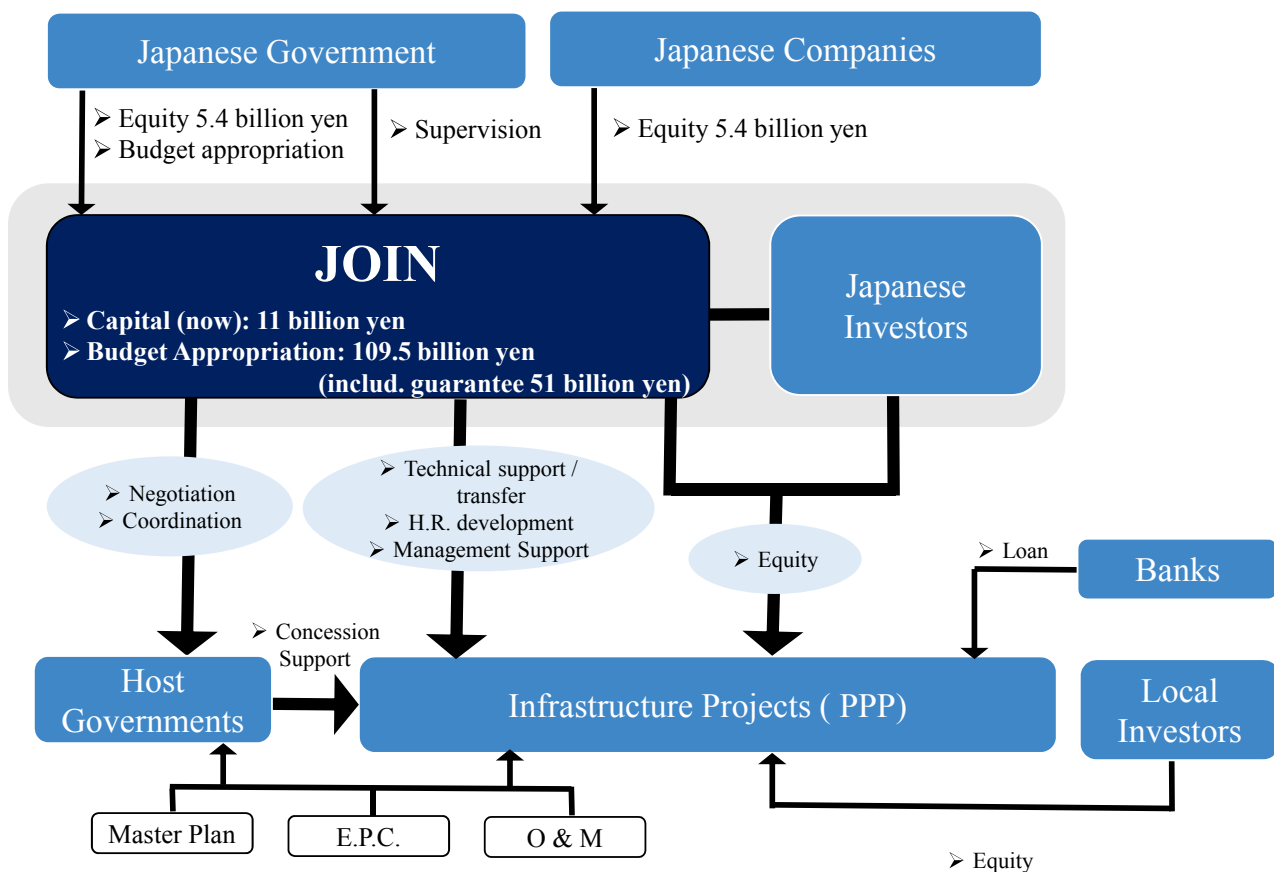 Japanese Government
Japanese Companies
➢ Equity 5.4 billion yen
➢ Budget appropriation
➢ Supervision
➢ Equity 5.4 billion yen
JOIN
➢ Capital (now): 11 billion yen
➢ Budget Appropriation: 109.5 billion yen
(includ. guarantee 51 billion yen)
Japanese
Investors
➢ Negotiation
➢ Coordination
➢ Technical support /
transfer
➢ H.R. development
➢ Management Support
➢ Equity
➢ Loan
Banks
➢ Concession
Support
Host
Governments
Infrastructure Projects ( PPP)
Local
Investors
Master Plan
E.P.C.
O & M
➢ Equity